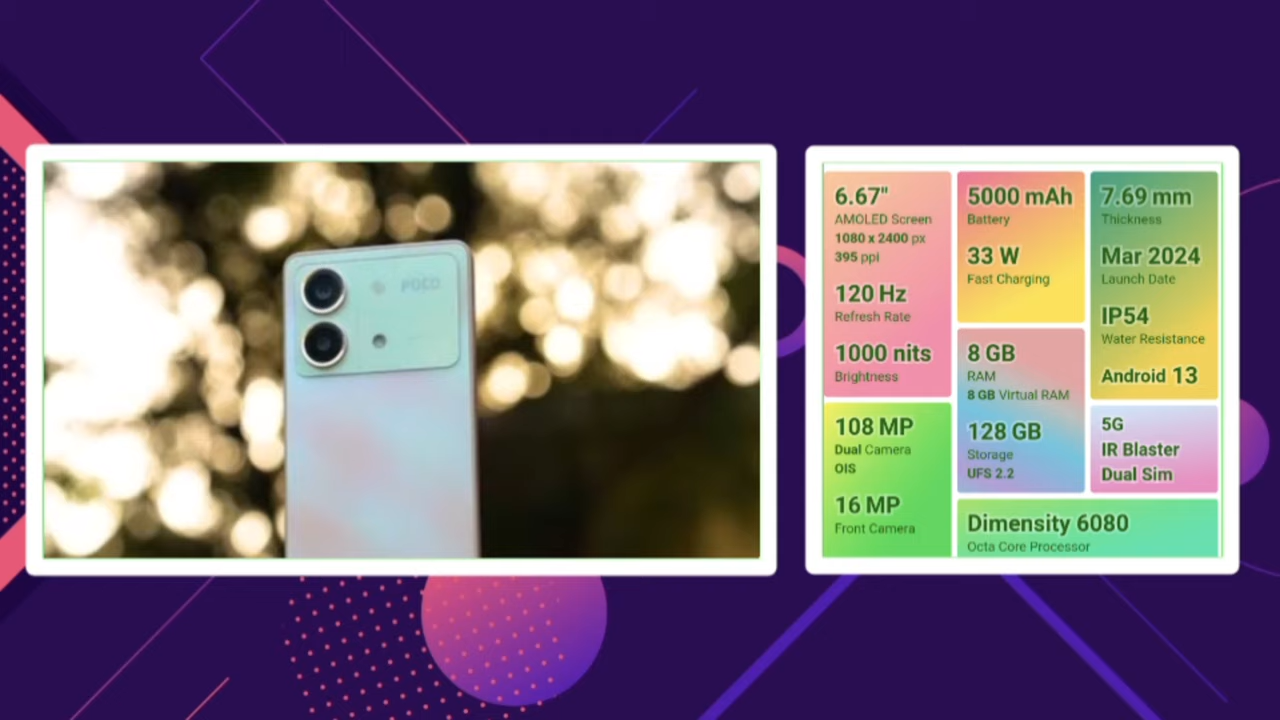 POCO
6.67"
AMOLED Screen
1080 x 2400 px
395 ppi
120 Hz
Refresh Rate
1000 nits
Brightness
108 MP
Dual Camera
OIS
16 MP
Front Camera
5000 mAh
Battery
33 W
Fast Charging
8 GB
RAM
8 GB Virtual RAM
128 GB
Storage
UFS 2.2
7.69 mm
Thickness
Mar 2024
Launch Date
IP54
Water Resistance
Android 13
5G
IR Blaster
Dual Sim
Dimensity 6080
Octa Core Processor